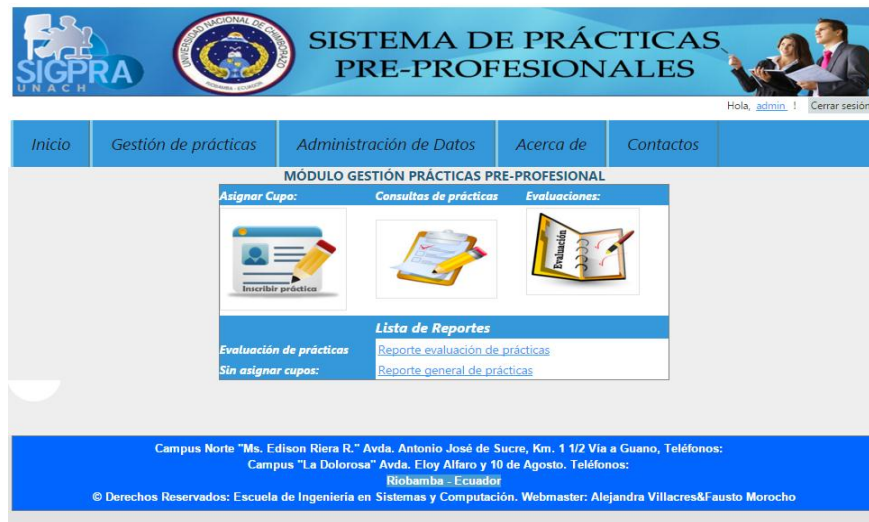 SIGPRA
UNACH
UNIVERSIDAD NACIONAL DE CHIMBORAZO
RIOBAMBA - ECUADOR
SISTEMA DE PRÁCTICAS
PRE-PROFESIONALES
Hola, admin ! Cerrar sesión
Inicio Gestión de prácticas Administración de Datos Acerca de Contactos
MÓDULO GESTIÓN PRÁCTICAS PRE-PROFESIONAL
Asignar Cupo: Consultas de prácticas Evaluaciones:
Inscribir práctica
Evaluación
Lista de Reportes
Evaluación de prácticas Reporte evaluación de prácticas
Sin asignar cupos: Reporte general de prácticas
Campus Norte "Ms. Edison Riera R." Avda. Antonio José de Sucre, Km. 1 1/2 Via a Guano, Teléfonos:
Campus "La Dolorosa" Avda. Eloy Alfaro y 10 de Agosto. Teléfonos:
Riobamba - Ecuador
© Derechos Reservados: Escuela de Ingeniería en Sistemas y Computación. Webmaster: Alejandra Villacres&Fausto Morocho